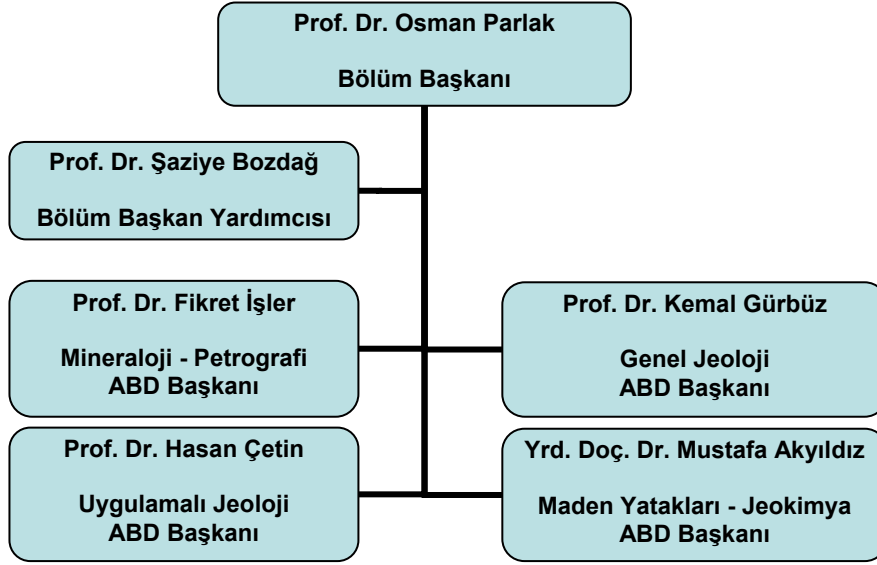 Prof. Dr. Osman Parlak
Bölüm Başkanı
Prof. Dr. Şaziye Bozdağ
Bölüm Başkan Yardımcısı
Prof. Dr. Fikret İşler
Mineraloji - Petrografi
ABD Başkanı
Prof. Dr. Kemal Gürbüz
Genel Jeoloji
ABD Başkanı
Prof. Dr. Hasan Çetin
Uygulamalı Jeoloji
ABD Başkanı
Yrd. Doç. Dr. Mustafa Akyıldız
Maden Yatakları - Jeokimya
ABD Başkanı